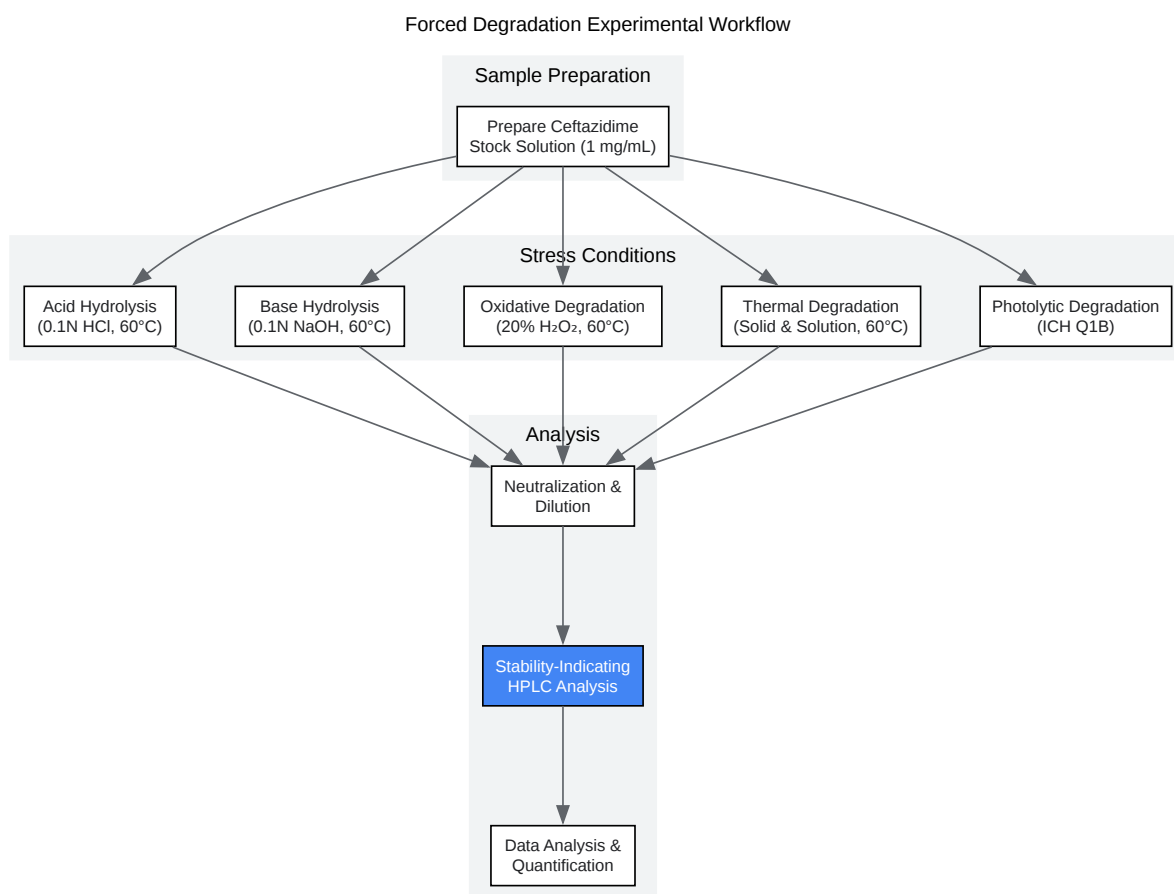 Forced Degradation Experimental Workflow
Sample Preparation
Prepare Ceftazidime
Stock Solution (1 mg/mL)
Stress Conditions
Acid Hydrolysis
(0.1N HCl, 60°C)
Base Hydrolysis
(0.1N NaOH, 60°C)
Oxidative Degradation
(20% H₂O₂, 60°C)
Thermal Degradation
(Solid & Solution, 60°C)
Photolytic Degradation
(ICH Q1B)
Analysis
Neutralization &
Dilution
Stability-Indicating
HPLC Analysis
Data Analysis &
Quantification